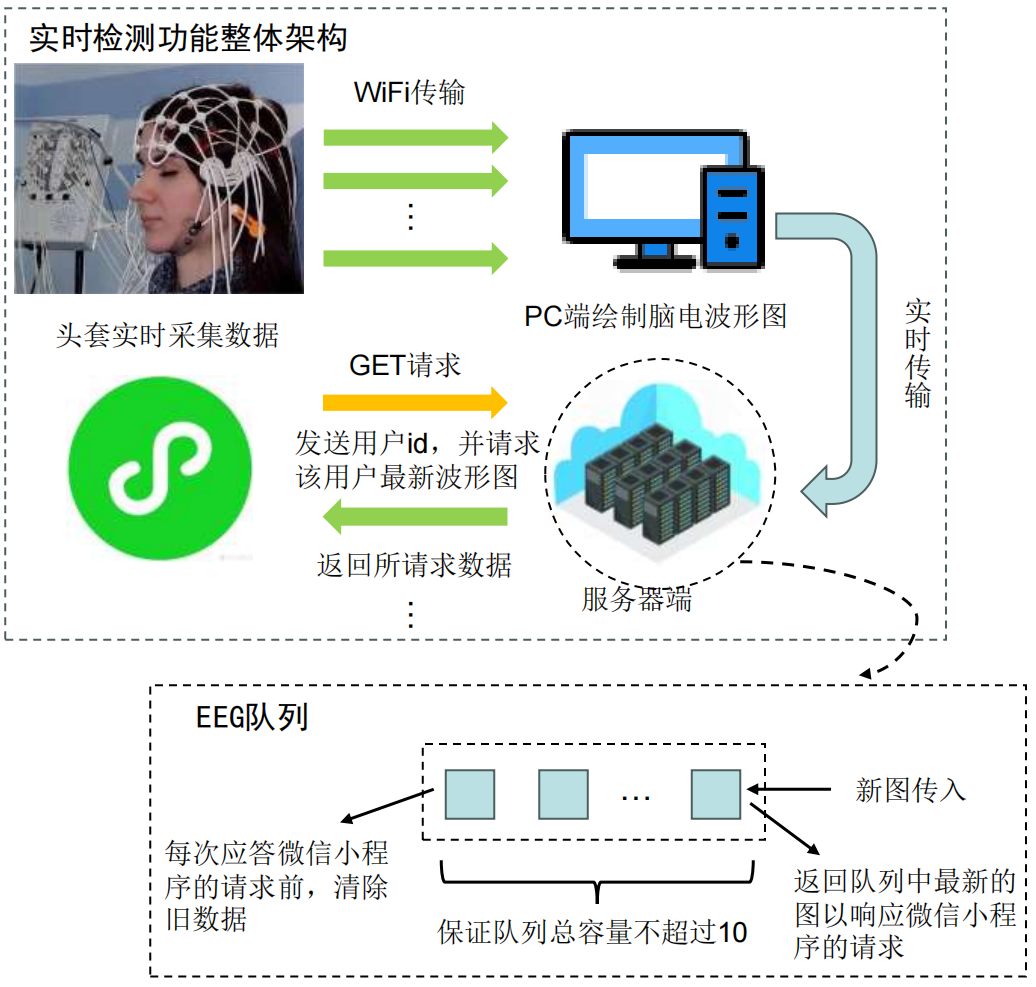 实时检测功能整体架构
WiFi传输
头套实时采集数据
PC端绘制脑电波形图
实时传输
GET请求
发送用户id，并请求
该用户最新波形图
返回所请求数据
服务器端
EEG队列
新图传入
每次应答微信小程
序的请求前，清除
旧数据
保证队列总容量不超过10
返回队列中最新的
图以响应微信小程
序的请求